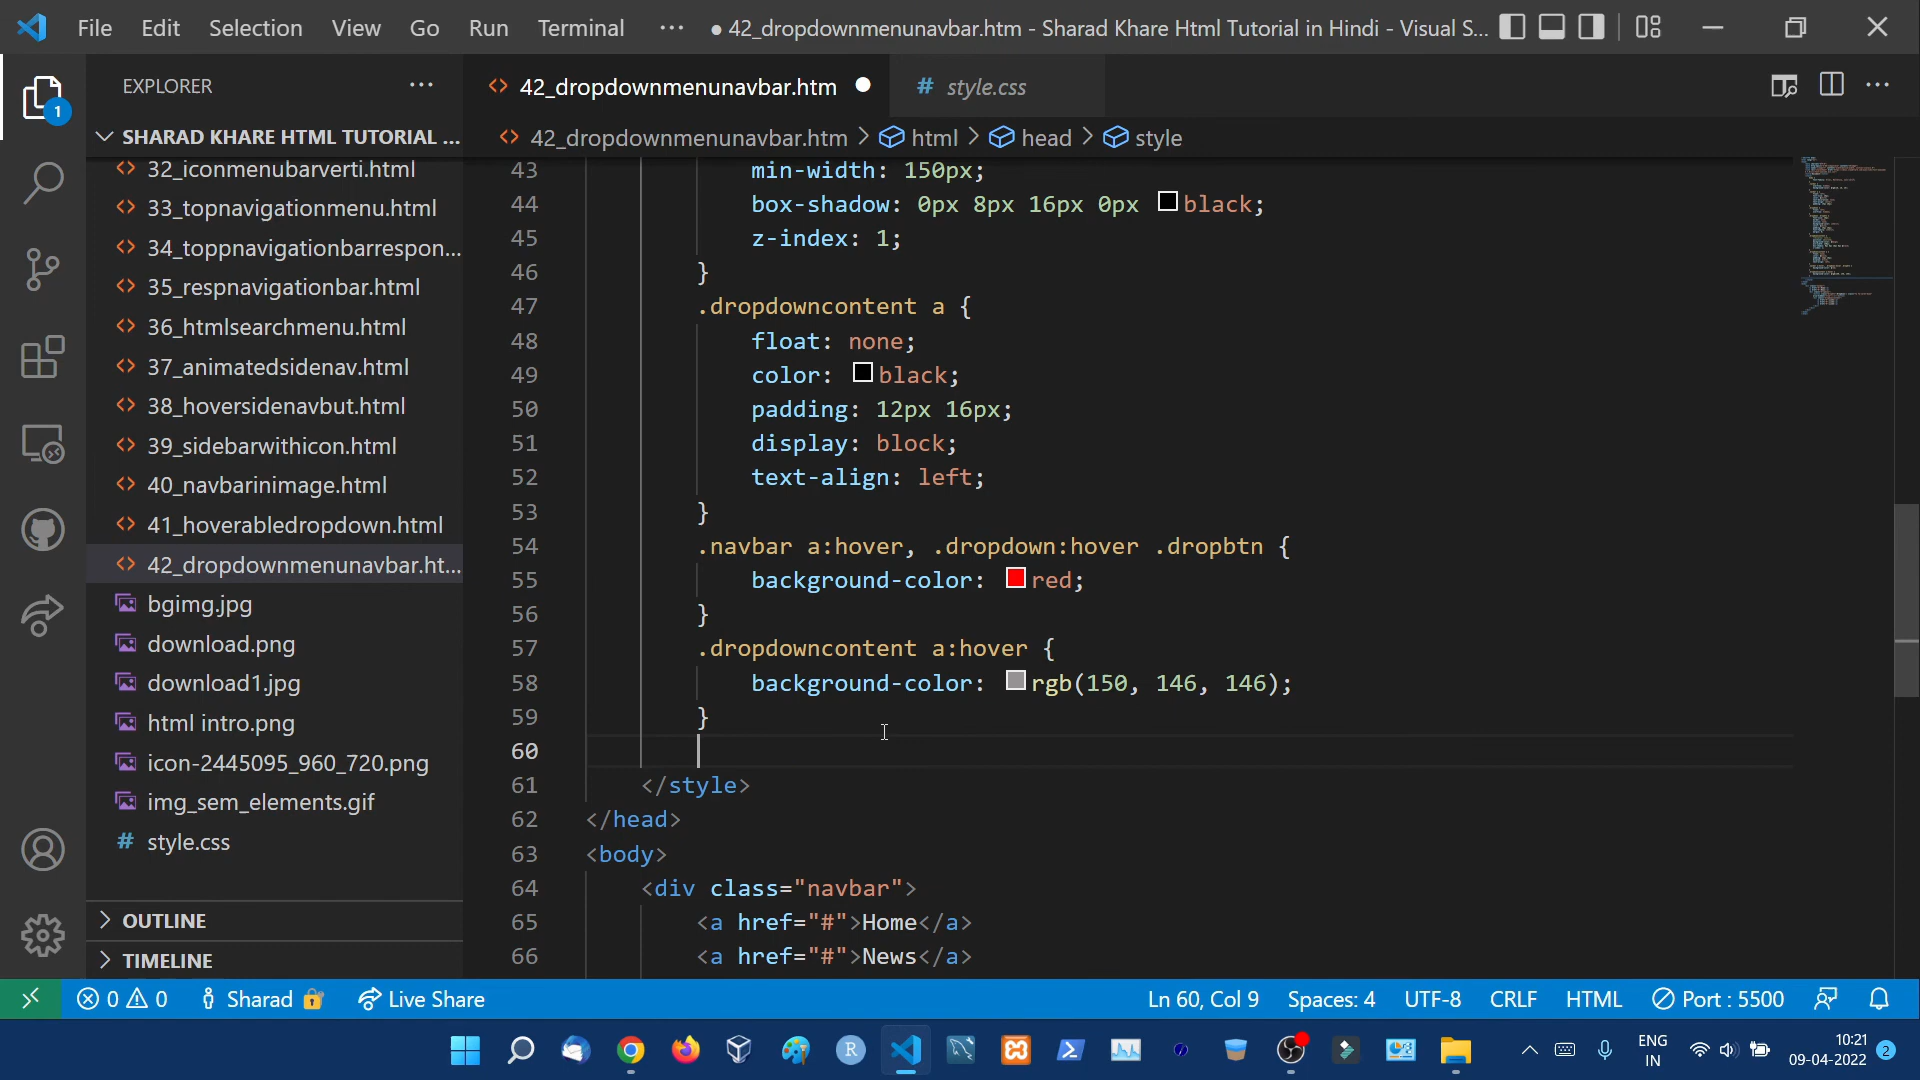 File Edit Selection View Go Run Terminal ··· ● 42_dropdownmenunavbar.htm - Sharad Khare Html Tutorial in Hindi - Visual S...
EXPLORER ···
42_dropdownmenunavbar.htm ●
# style.css
SHARAD KHARE HTML TUTORIAL ...
42_dropdownmenunavbar.htm > html > head > style
32_iconmenubarverti.html
33_topnavigationmenu.html
34_toppnavigationbarrespon...
35_respnavigationbar.html
36_htmlsearchmenu.html
37_animatedsidenav.html
38_hoversidenavbut.html
39_sidebarwithicon.html
40_navbarinimage.html
41_hoverabledropdown.html
42_dropdownmenunavbar.ht...
bgimg.jpg
download.png
download1.jpg
html intro.png
icon-2445095_960_720.png
img_sem_elements.gif
# style.css
OUTLINE
TIMELINE
1
43 min-width: 150px;
44 box-shadow: 0px 8px 16px 0px black;
45 z-index: 1;
46 }
47 .dropdowncontent a {
48 float: none;
49 color: black;
50 padding: 12px 16px;
51 display: block;
52 text-align: left;
53 }
54 .navbar a:hover, .dropdown:hover .dropbtn {
55 background-color: red;
56 }
57 .dropdowncontent a:hover {
58 background-color: rgb(150, 146, 146);
59 }
60
61 </style>
62 </head>
63 <body>
64 <div class="navbar">
65 <a href="#">Home</a>
66 <a href="#">News</a>
0 0 Sharad Live Share Ln 60, Col 9 Spaces: 4 UTF-8 CRLF HTML Port : 5500
R
ENG
IN
10:21
09-04-2022
2